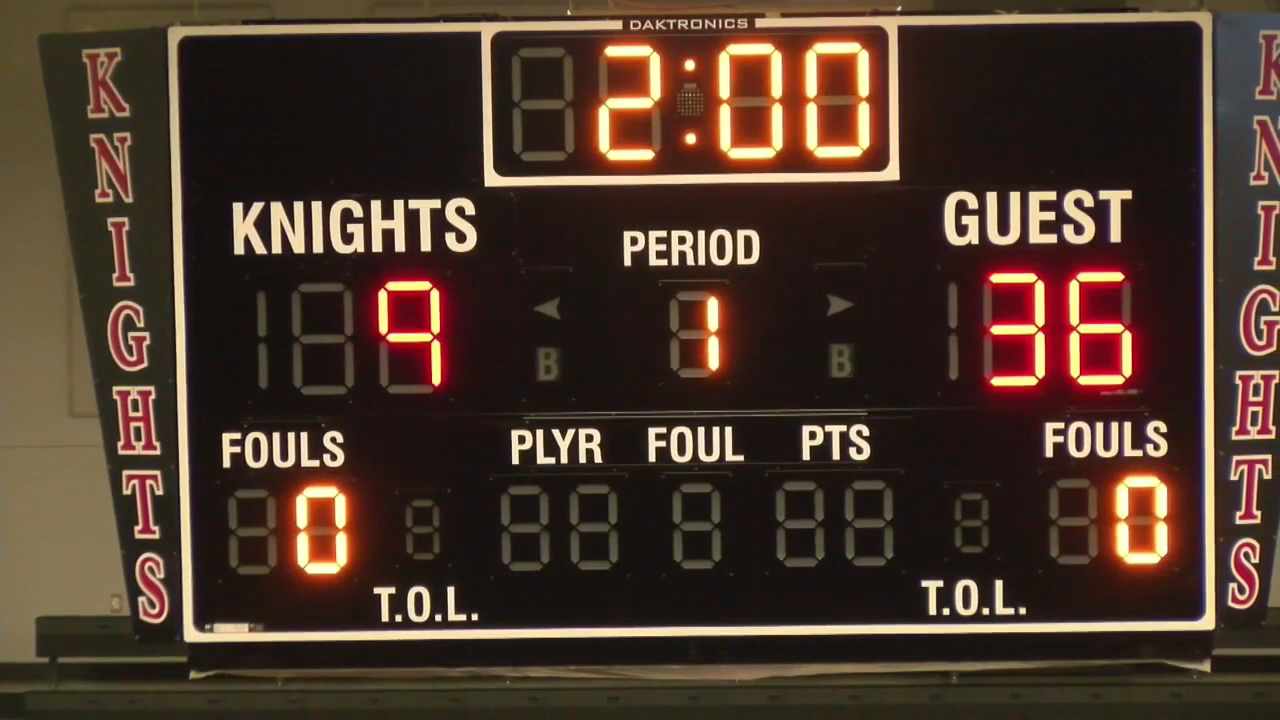 DAKTRONICS
2:00
KNIGHTS
KNIGHTS
GUEST
KNIGHTS
PERIOD
9
1
36
B
B
FOULS
PLYR
FOUL
PTS
FOULS
0
0
T.O.L.
T.O.L.